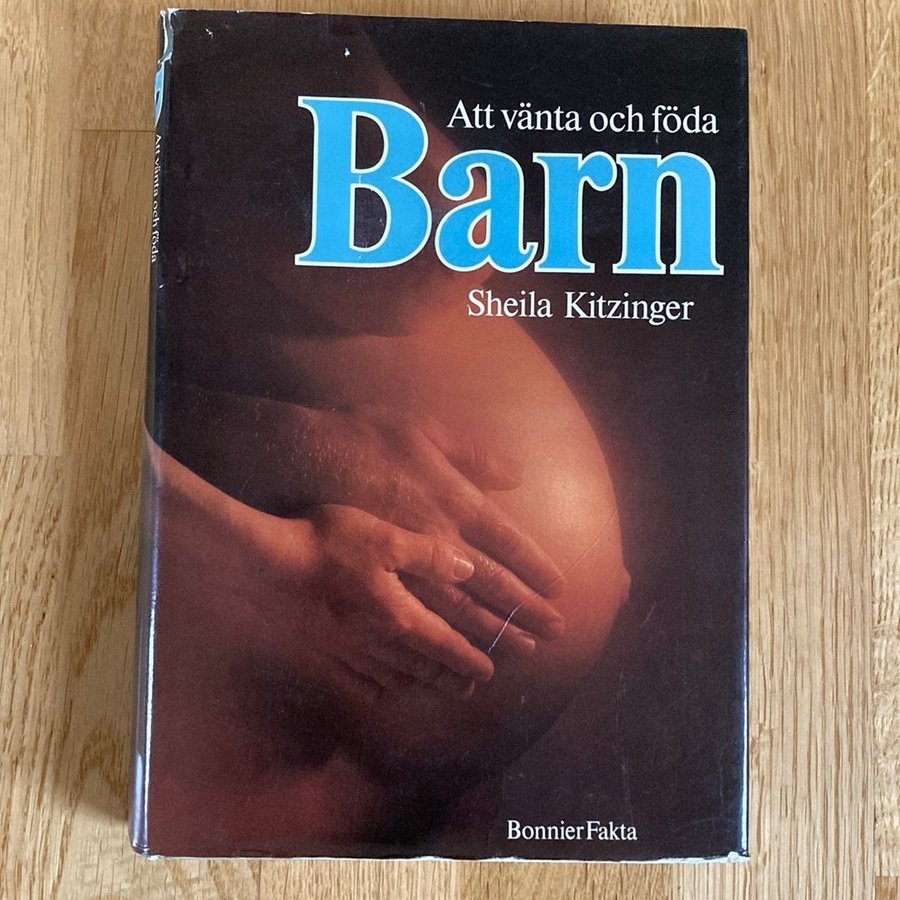 Att vänta och föda
Barn
Sheila Kitzinger
Bonnier Fakta
Att vänta och föda